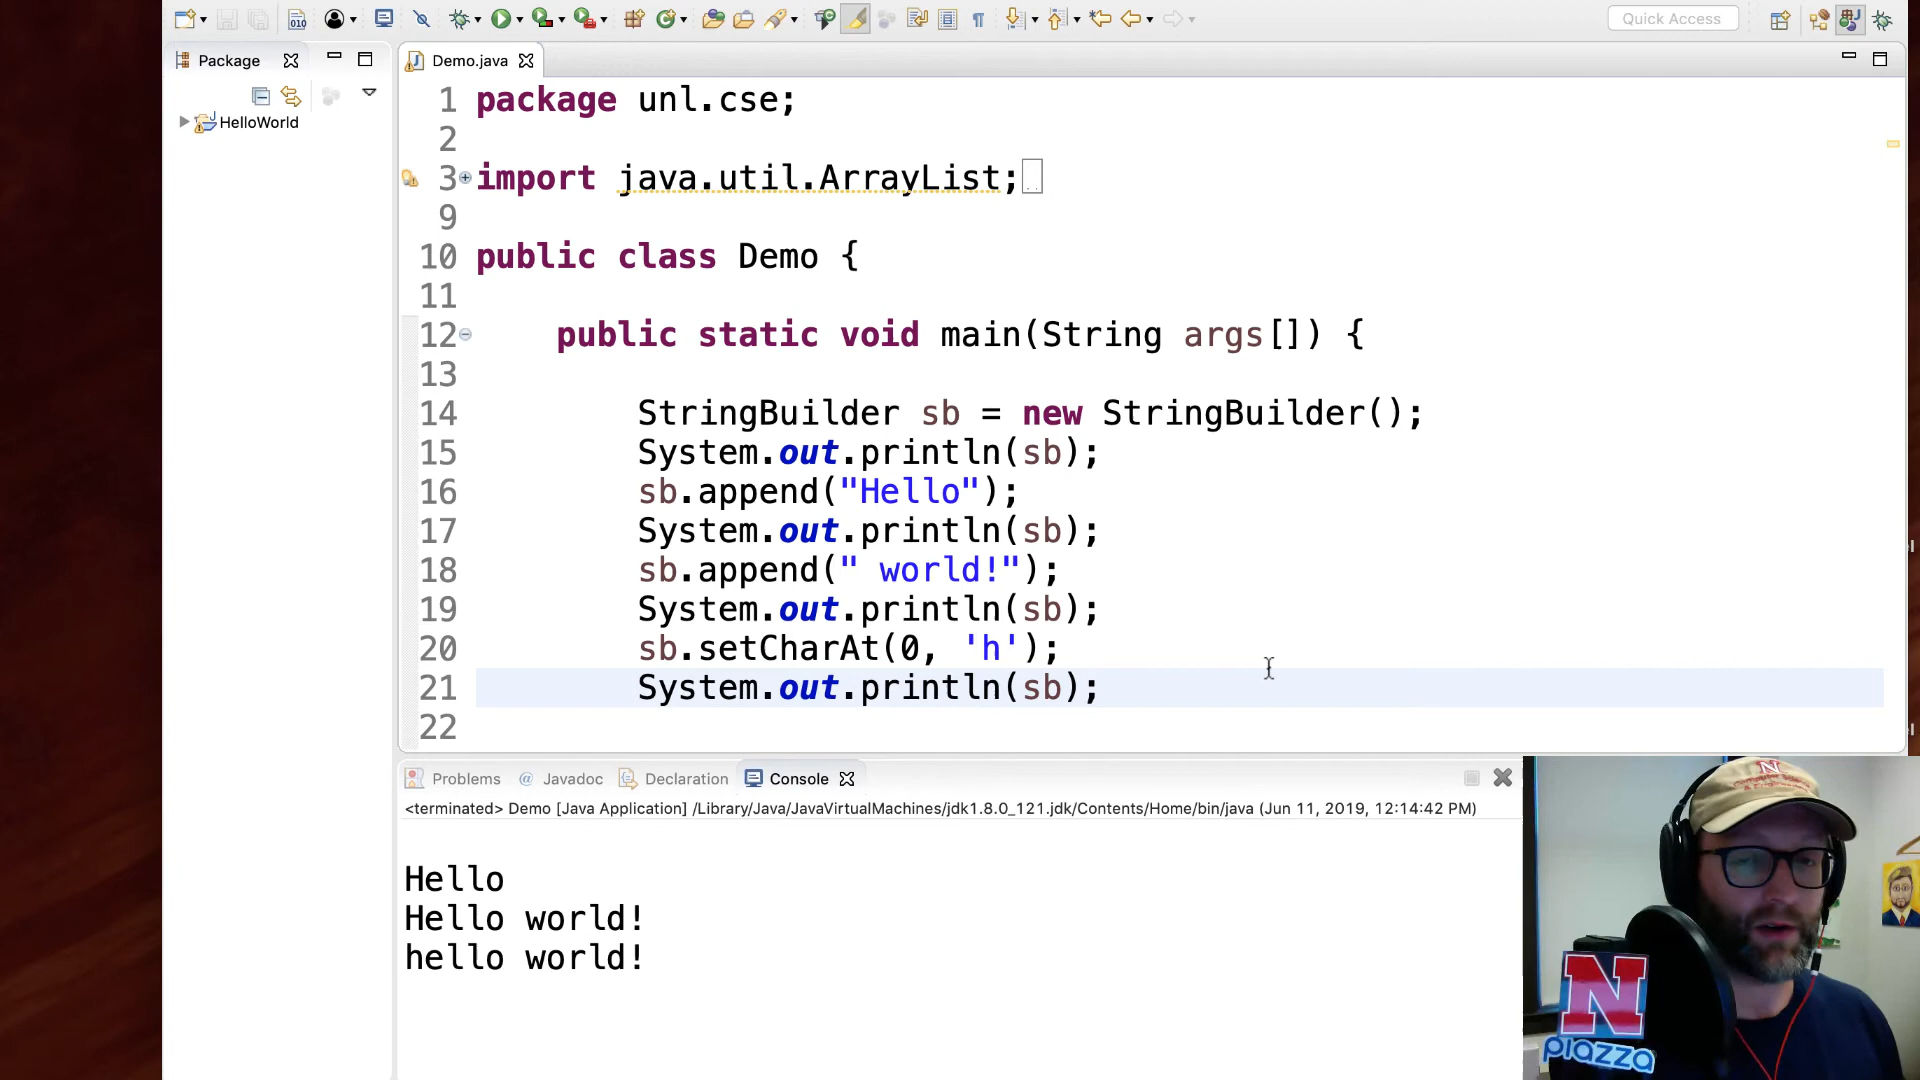 Quick Access
Package
HelloWorld
Demo.java
1 package unl.cse;
2
3 import java.util.ArrayList;
9
10 public class Demo {
11
12 public static void main(String args[]) {
13
14 StringBuilder sb = new StringBuilder();
15 System.out.println(sb);
16 sb.append("Hello");
17 System.out.println(sb);
18 sb.append(" world!");
19 System.out.println(sb);
20 sb.setCharAt(0, 'h');
21 System.out.println(sb);
22
Problems @ Javadoc Declaration Console
<terminated> Demo [Java Application] /Library/Java/JavaVirtualMachines/jdk1.8.0_121.jdk/Contents/Home/bin/java (Jun 11, 2019, 12:14:42 PM)
Hello
Hello world!
hello world!
N
N
piazza